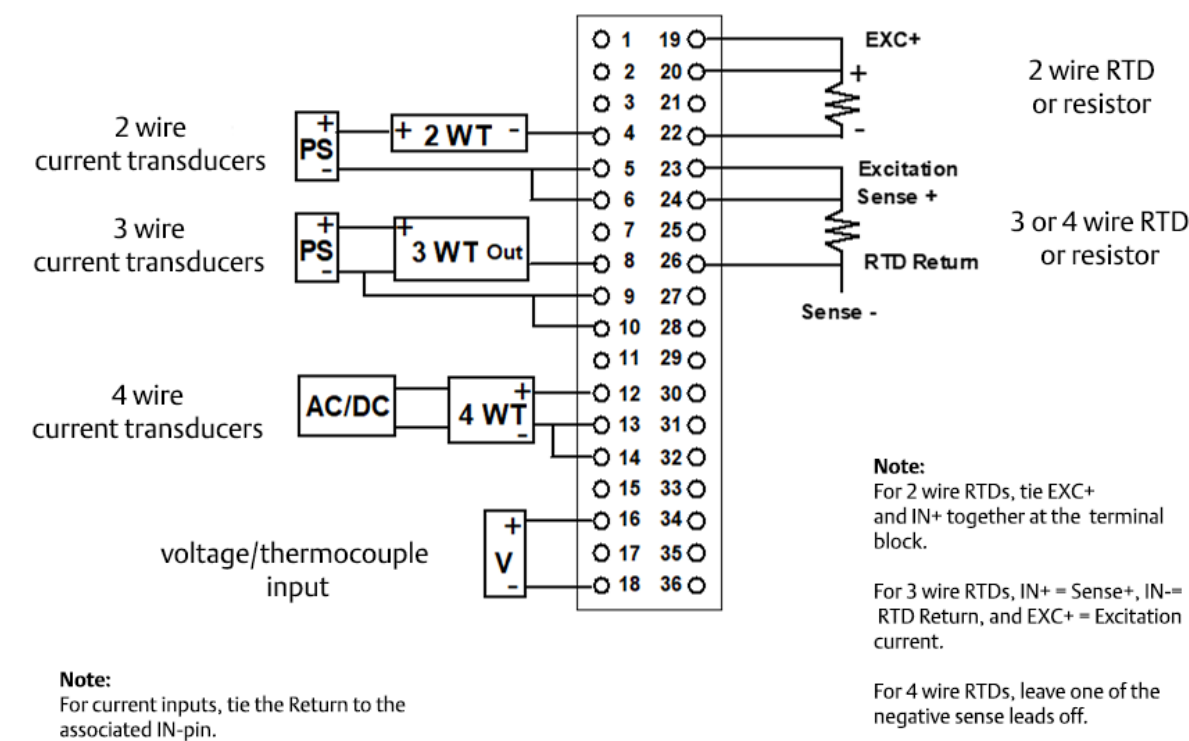 1 19 EXC+
2 20 +
3 21
2 wire RTD
or resistor
2 wire
current transducers
+
PS
-
+ 2 WT -
4 22 -
5 23 Excitation
6 24 Sense +
3 wire
current transducers
+
PS
-
+
3 WT Out
7 25
8 26 RTD Return
9 27
Sense -
3 or 4 wire RTD
or resistor
10 28
11 29
4 wire
current transducers
AC/DC
+
4 WT
-
12 30
13 31
14 32
15 33
voltage/thermocouple
input
+
V
-
16 34
17 35
18 36
Note:
For 2 wire RTDs, tie EXC+
and IN+ together at the terminal
block.
For 3 wire RTDs, IN+ = Sense+, IN-=
RTD Return, and EXC+ = Excitation
current.
For 4 wire RTDs, leave one of the
negative sense leads off.
Note:
For current inputs, tie the Return to the
associated IN-pin.